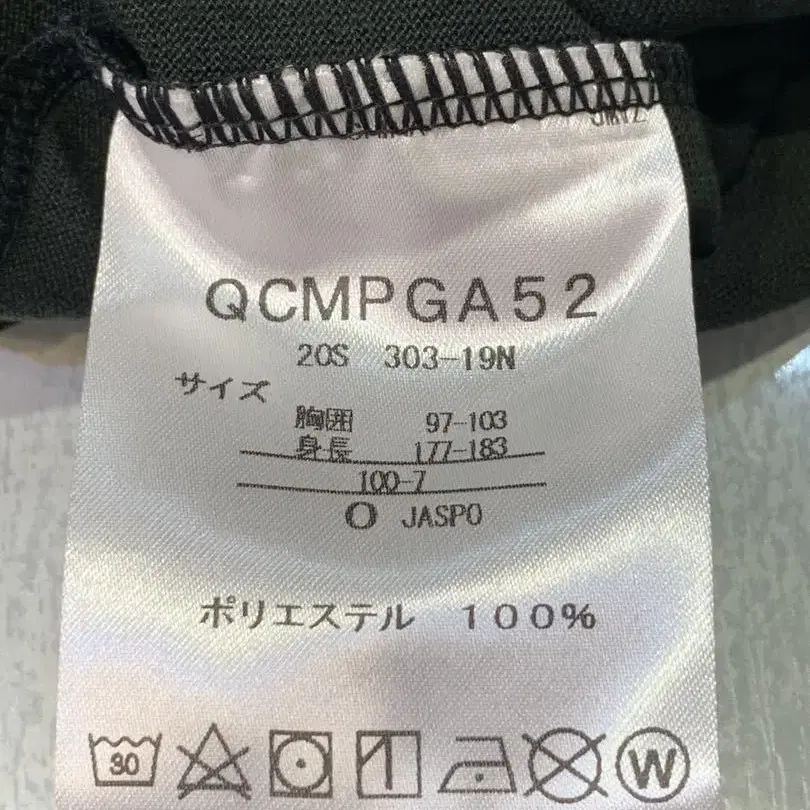 QCMPGA52
20S 303-19N
サイズ
胸囲 97-103
身長 177-183
100-7
O JASPO
ポリエステル 100%
30
W